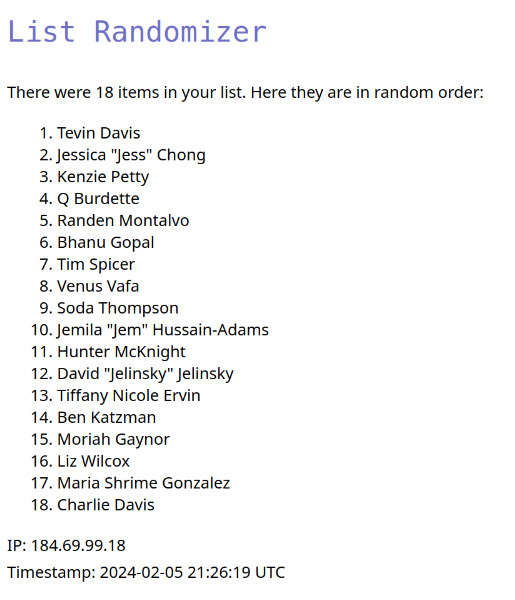 List Randomizer
There were 18 items in your list. Here they are in random order:
1. Tevin Davis
2. Jessica "Jess" Chong
3. Kenzie Petty
4. Q Burdette
5. Randen Montalvo
6. Bhanu Gopal
7. Tim Spicer
8. Venus Vafa
9. Soda Thompson
10. Jemila "Jem" Hussain-Adams
11. Hunter McKnight
12. David "Jelinsky" Jelinsky
13. Tiffany Nicole Ervin
14. Ben Katzman
15. Moriah Gaynor
16. Liz Wilcox
17. Maria Shrime Gonzalez
18. Charlie Davis
IP: 184.69.99.18
Timestamp: 2024-02-05 21:26:19 UTC